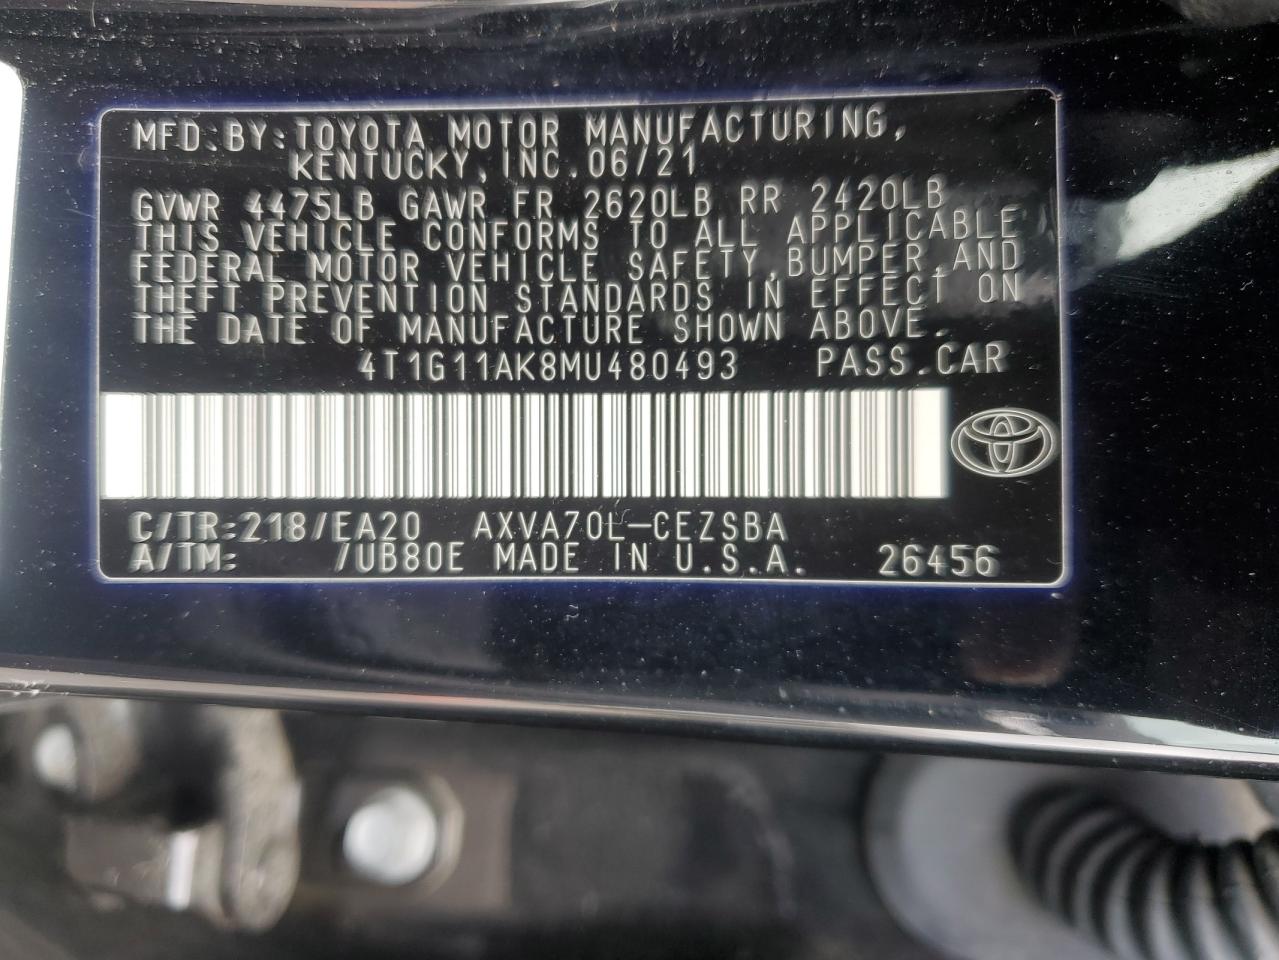 MFD.BY:TOYOTA MOTOR MANUFACTURING,
KENTUCKY, INC. 06/21
GVWR 4475LB GAWR FR 2620LB RR 2420LB
THIS VEHICLE CONFORMS TO ALL APPLICABLE
FEDERAL MOTOR VEHICLE SAFETY,BUMPER,AND
THEFT PREVENTION STANDARDS IN EFFECT ON
THE DATE OF MANUFACTURE SHOWN ABOVE.
4T1G11AK8MU480493 PASS.CAR
C/TR:218/EA20 AXVA70L-CEZSBA
A/TM: /UB80E MADE IN U.S.A. 26456